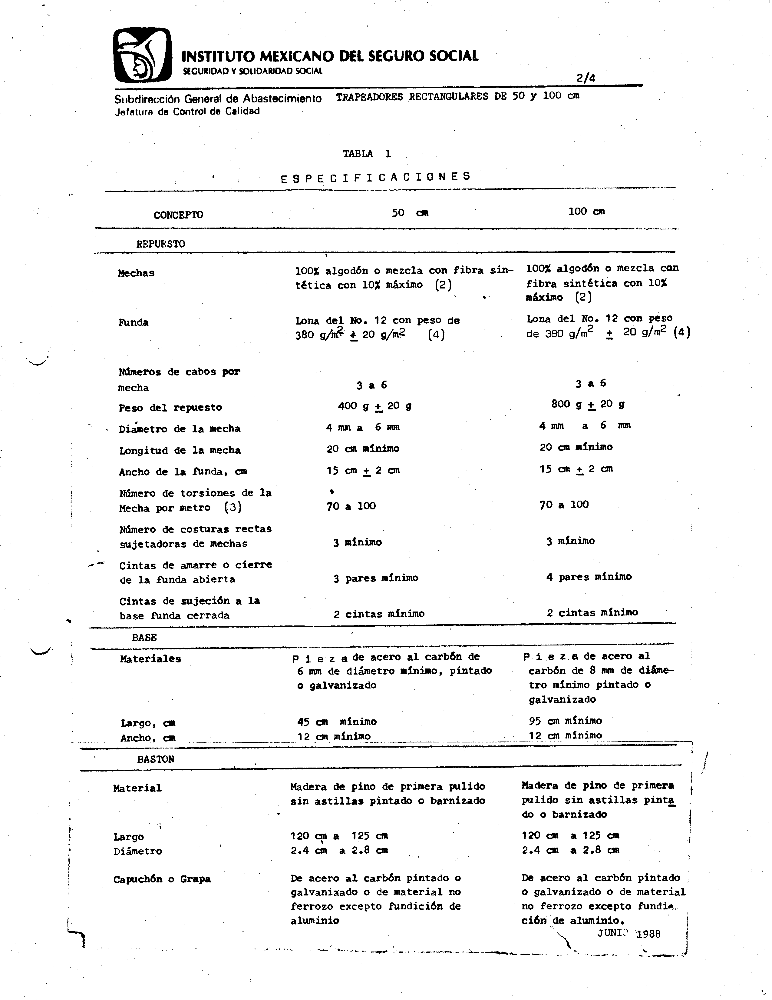 INSTITUTO MEXICANO DEL SEGURO SOCIAL
SEGURIDAD Y SOLIDARIDAD SOCIAL
2/4
Subdirección General de Abastecimiento TRAPEADORES RECTANGULARES DE 50 y 100 cm
Jefatura de Control de Calidad
TABLA 1
ESPECIFICACIONES
CONCEPTO 50 cm 100 cm
REPUESTO
Mechas 100% algodón o mezcla con fibra sin- 100% algodón o mezcla con
tética con 10% máximo (2) fibra sintética con 10%
máximo (2)
Funda Lona del No. 12 con peso de Lona del No. 12 con peso
380 g/m² ± 20 g/m² (4) de 380 g/m² ± 20 g/m² (4)
Números de cabos por
mecha 3 a 6 3 a 6
Peso del repuesto 400 g ± 20 g 800 g ± 20 g
Diámetro de la mecha 4 mm a 6 mm 4 mm a 6 mm
Longitud de la mecha 20 cm mínimo 20 cm mínimo
Ancho de la funda, cm 15 cm ± 2 cm 15 cm ± 2 cm
Número de torsiones de la
Mecha por metro (3) 70 a 100 70 a 100
Número de costuras rectas
sujetadoras de mechas 3 mínimo 3 mínimo
Cintas de amarre o cierre
de la funda abierta 3 pares mínimo 4 pares mínimo
Cintas de sujeción a la
base funda cerrada 2 cintas mínimo 2 cintas mínimo
BASE
Materiales Pieza de acero al carbón de Pieza de acero al
6 mm de diámetro mínimo, pintado carbón de 8 mm de diáme-
o galvanizado tro mínimo pintado o
galvanizado
Largo, cm 45 cm mínimo 95 cm mínimo
Ancho, cm 12 cm mínimo 12 cm mínimo
BASTON
Material Madera de pino de primera pulido Madera de pino de primera
sin astillas pintado o barnizado pulido sin astillas pinta
do o barnizado
Largo 120 cm a 125 cm 120 cm a 125 cm
Diámetro 2.4 cm a 2.8 cm 2.4 cm a 2.8 cm
Capuchón o Grapa De acero al carbón pintado o De acero al carbón pintado
galvanizado o de material no o galvanizado o de material
ferrozo excepto fundición de no ferrozo excepto fundi-
aluminio ción de aluminio.
JUNIO 1988